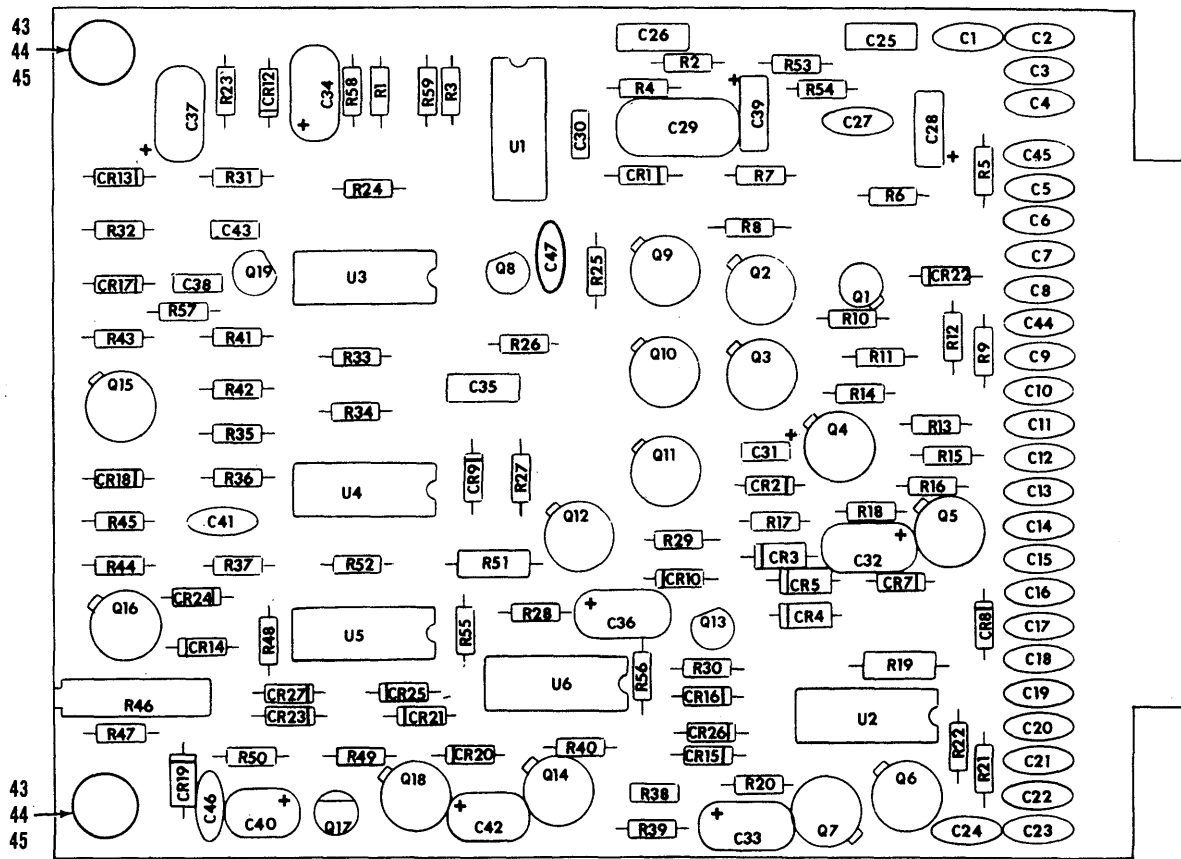 43
44
45
C26
C25
C1
C2
R2
R53
C3
R23
CR12
C34
R58
R1
R59
R3
R4
C39
R54
C4
C37
U1
C30
C29
C27
C28
+
+
+
+
C45
R5
CR13
R31
R24
CR1
R7
R6
C5
C6
R32
C43
R8
C7
Q19
U3
Q8
C47
R25
Q9
Q2
Q1
CR22
CR17
C38
C8
R57
R10
C44
R43
R41
R33
R26
R12
R9
C9
Q10
Q3
R11
Q15
R42
C35
R14
C10
R34
C11
R35
Q4
R13
+
C31
R15
C12
CR18
R36
U4
CR9
R27
Q11
CR2
R16
C13
R45
C41
Q12
R17
R18
Q5
C14
R29
+
C32
CR3
C15
R44
R37
R52
R51
CR10
CR5
CR7
C16
CR24
Q16
R28
+
C36
Q13
CR4
CR8
C17
R48
U5
R55
CR14
C18
R56
R30
R19
R46
CR27
CR25
U6
CR16
C19
CR23
CR21
U2
C20
R47
CR26
R22
R50
R49
CR20
R40
CR15
C21
R21
CR19
Q18
Q14
R38
R20
Q6
C22
43
44
45
C46
+
C40
Q17
+
C42
R39
+
C33
Q7
C24
C23